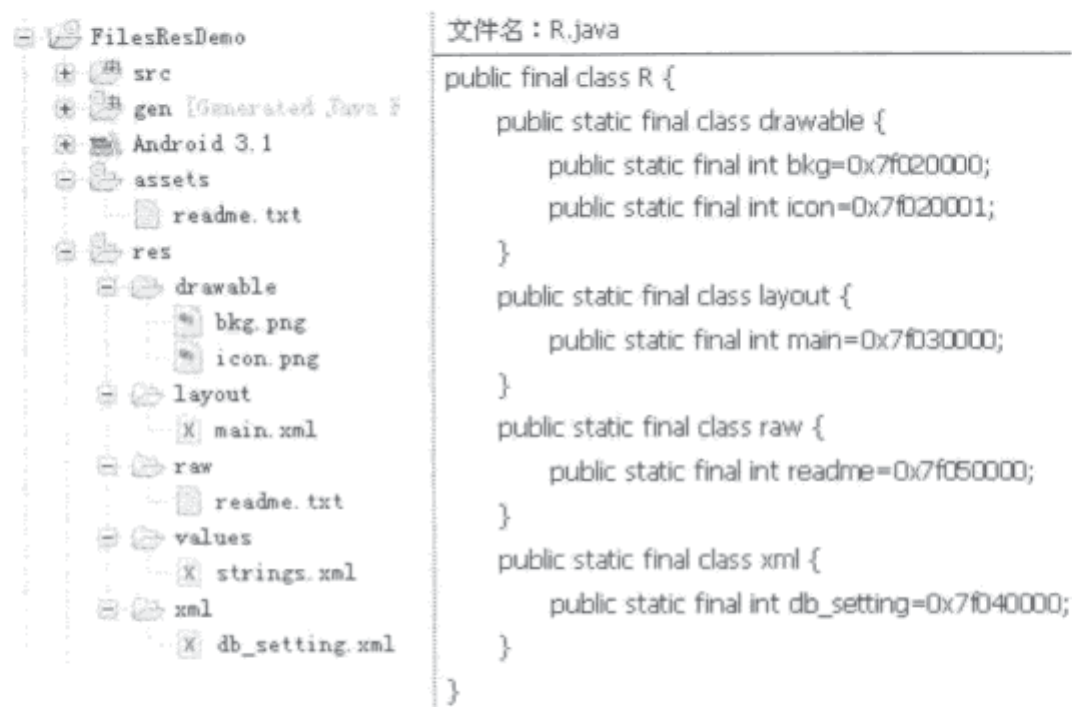 FilesResDemo
src
gen [Generated Java F
Android 3.1
assets
readme.txt
res
drawable
bkg.png
icon.png
layout
main.xml
raw
readme.txt
values
strings.xml
xml
db_setting.xml
文件名：R.java
public final class R {
public static final class drawable {
public static final int bkg=0x7f020000;
public static final int icon=0x7f020001;
}
public static final class layout {
public static final int main=0x7f030000;
}
public static final class raw {
public static final int readme=0x7f050000;
}
public static final class xml {
public static final int db_setting=0x7f040000;
}
}